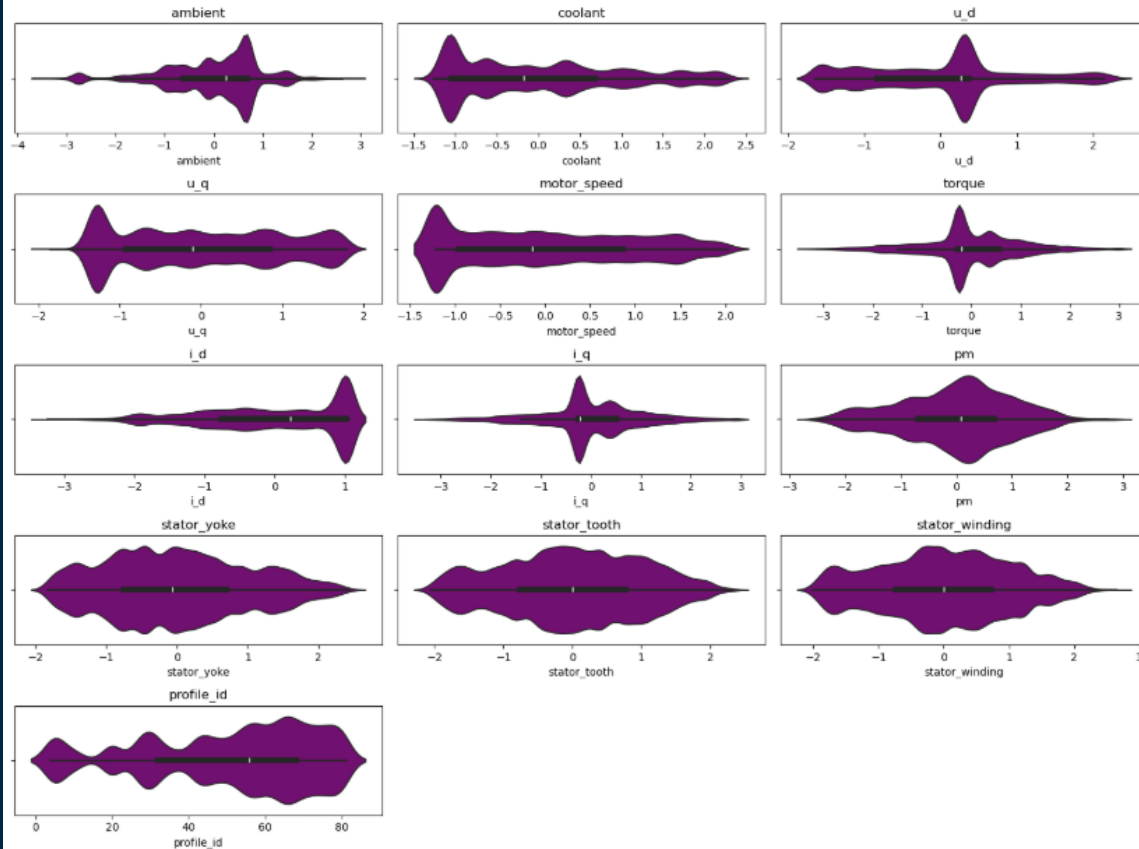 ambient coolant u_d
−4 −3 −2 −1 0 1 2 3 −1.5 −1.0 −0.5 0.0 0.5 1.0 1.5 2.0 2.5 −2 −1 0 1 2
ambient coolant u_d
u_q motor_speed torque
−2 −1 0 1 2 −1.5 −1.0 −0.5 0.0 0.5 1.0 1.5 2.0 −3 −2 −1 0 1 2 3
u_q motor_speed torque
i_d i_q pm
−3 −2 −1 0 1 −3 −2 −1 0 1 2 3 −3 −2 −1 0 1 2 3
i_d i_q pm
stator_yoke stator_tooth stator_winding
−2 −1 0 1 2 −2 −1 0 1 2 −2 −1 0 1 2
stator_yoke stator_tooth stator_winding
profile_id
0 20 40 60 80
profile_id